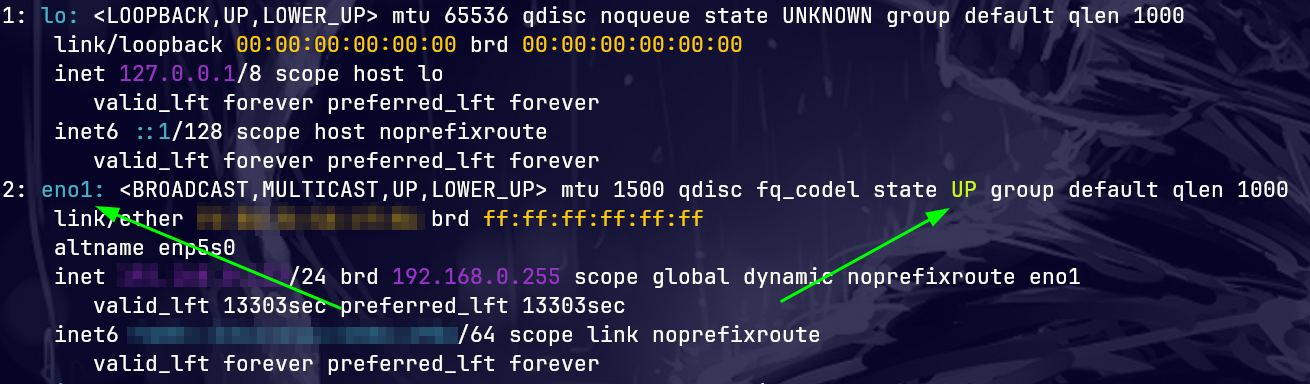 1: lo: <LOOPBACK,UP,LOWER_UP> mtu 65536 qdisc noqueue state UNKNOWN group default qlen 1000
link/loopback 00:00:00:00:00:00 brd 00:00:00:00:00:00
inet 127.0.0.1/8 scope host lo
valid_lft forever preferred_lft forever
inet6 ::1/128 scope host noprefixroute
valid_lft forever preferred_lft forever
2: eno1: <BROADCAST,MULTICAST,UP,LOWER_UP> mtu 1500 qdisc fq_codel state UP group default qlen 1000
link/ether brd ff:ff:ff:ff:ff:ff
altname enp5s0
inet /24 brd 192.168.0.255 scope global dynamic noprefixroute eno1
valid_lft 13303sec preferred_lft 13303sec
inet6 /64 scope link noprefixroute
valid_lft forever preferred_lft forever